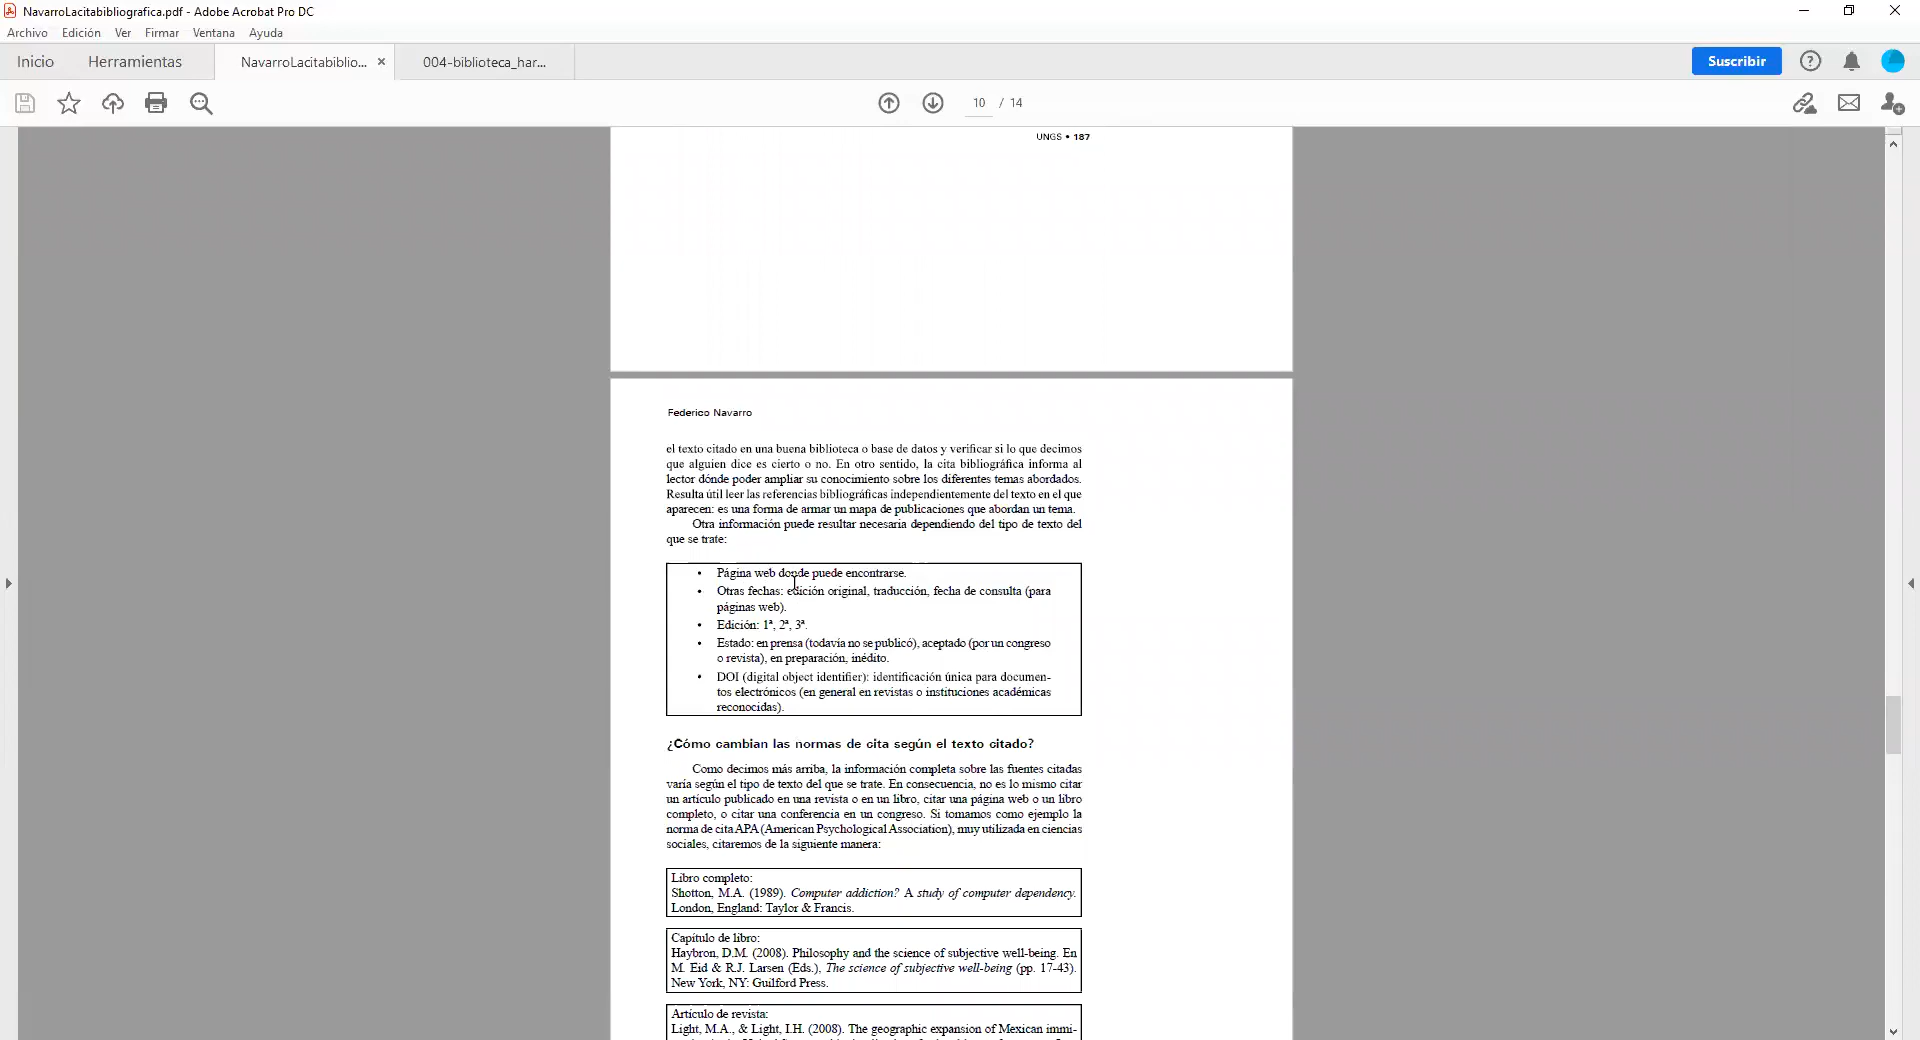 NavarroLacitabibliografica.pdf - Adobe Acrobat Pro DC
Archivo Edición Ver Firmar Ventana Ayuda
Inicio Herramientas NavarroLacitabiblio... × 004-biblioteca_har... Suscribir
10 / 14
UNGS • 187
Federico Navarro
el texto citado en una buena biblioteca o base de datos y verificar si lo que decimos
que alguien dice es cierto o no. En otro sentido, la cita bibliográfica informa al
lector dónde poder ampliar su conocimiento sobre los diferentes temas abordados.
Resulta útil leer las referencias bibliográficas independientemente del texto en el que
aparecen: es una forma de armar un mapa de publicaciones que abordan un tema.
Otra información puede resultar necesaria dependiendo del tipo de texto del
que se trate:
• Página web donde puede encontrarse.
• Otras fechas: edición original, traducción, fecha de consulta (para
páginas web).
• Edición: 1ª, 2ª, 3ª.
• Estado: en prensa (todavía no se publicó), aceptado (por un congreso
o revista), en preparación, inédito.
• DOI (digital object identifier): identificación única para documen-
tos electrónicos (en general en revistas o instituciones académicas
reconocidas).
¿Cómo cambian las normas de cita según el texto citado?
Como decimos más arriba, la información completa sobre las fuentes citadas
varía según el tipo de texto del que se trate. En consecuencia, no es lo mismo citar
un artículo publicado en una revista o en un libro, citar una página web o un libro
completo, o citar una conferencia en un congreso. Si tomamos como ejemplo la
norma de cita APA (American Psychological Association), muy utilizada en ciencias
sociales, citaremos de la siguiente manera:
Libro completo:
Shotton, M.A. (1989). Computer addiction? A study of computer dependency.
London, England: Taylor & Francis.
Capítulo de libro:
Haybron, D.M. (2008). Philosophy and the science of subjective well-being. En
M. Eid & R.J. Larsen (Eds.), The science of subjective well-being (pp. 17-43).
New York, NY: Guilford Press.
Artículo de revista:
Light, M.A., & Light, I.H. (2008). The geographic expansion of Mexican immi-